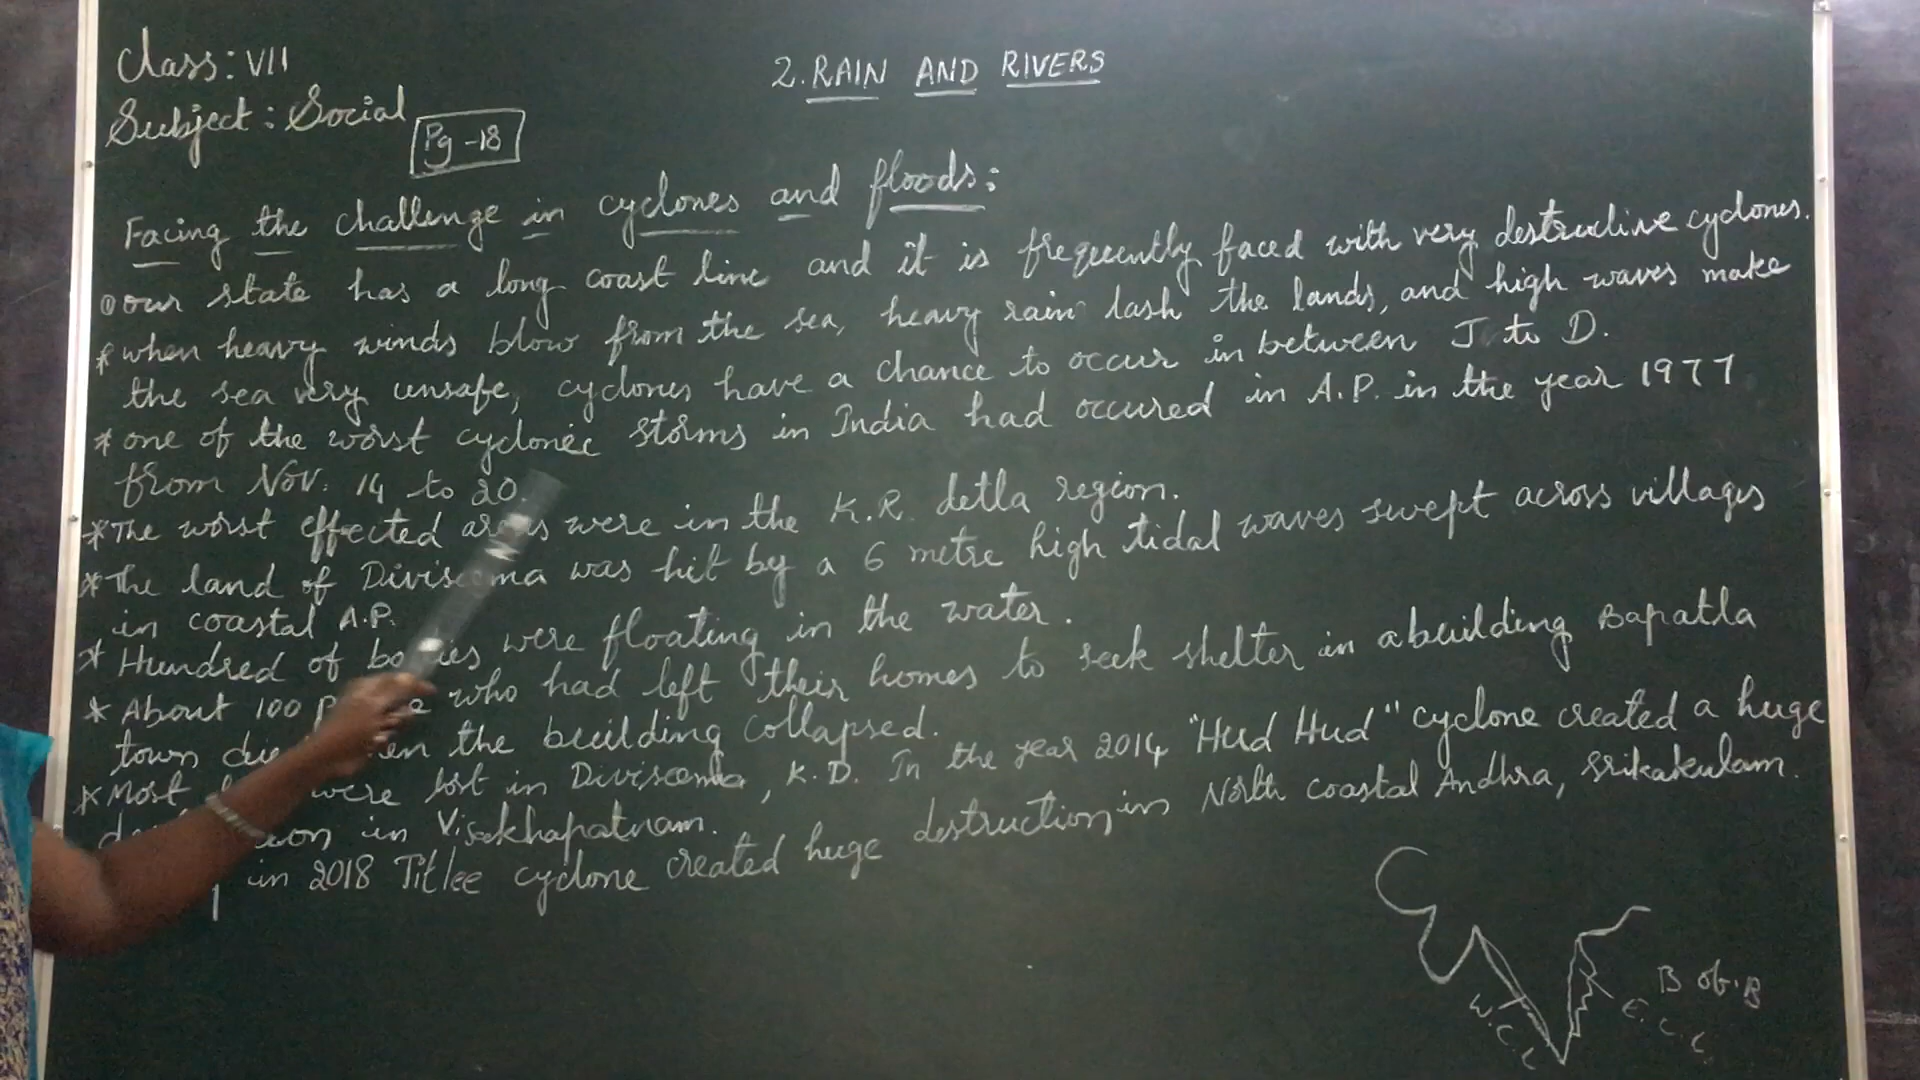 Class: VII
Subject: Social
Pg-18
2. RAIN AND RIVERS
Facing the challenge in cyclones and floods:
① our state has a long coast line and it is frequently faced with very destructive cyclones.
* when heavy winds blow from the sea, heavy rain lash the lands, and high waves make
the sea very unsafe, cyclones have a chance to occur in between J to D.
* one of the worst cyclonic storms in India had occured in A.P. in the year 1977
from Nov. 14 to 20.
* The worst effected areas were in the K.R. detla region.
* The land of Diviseema was hit by a 6 metre high tidal waves swept across villages
in coastal A.P.
* Hundred of bodies were floating in the water.
* About 100 who had left their homes to seek shelter in a building Bapatla
town the building collapsed.
* Most were lost in Diviseema, K.D. In the year 2014 "Hud Hud" cyclone created a huge
in Visakhapatnam.
in 2018 Titlee cyclone created huge destruction in North coastal Andhra, Srikakulam.
B ob.B
W.C.L
E.C.L